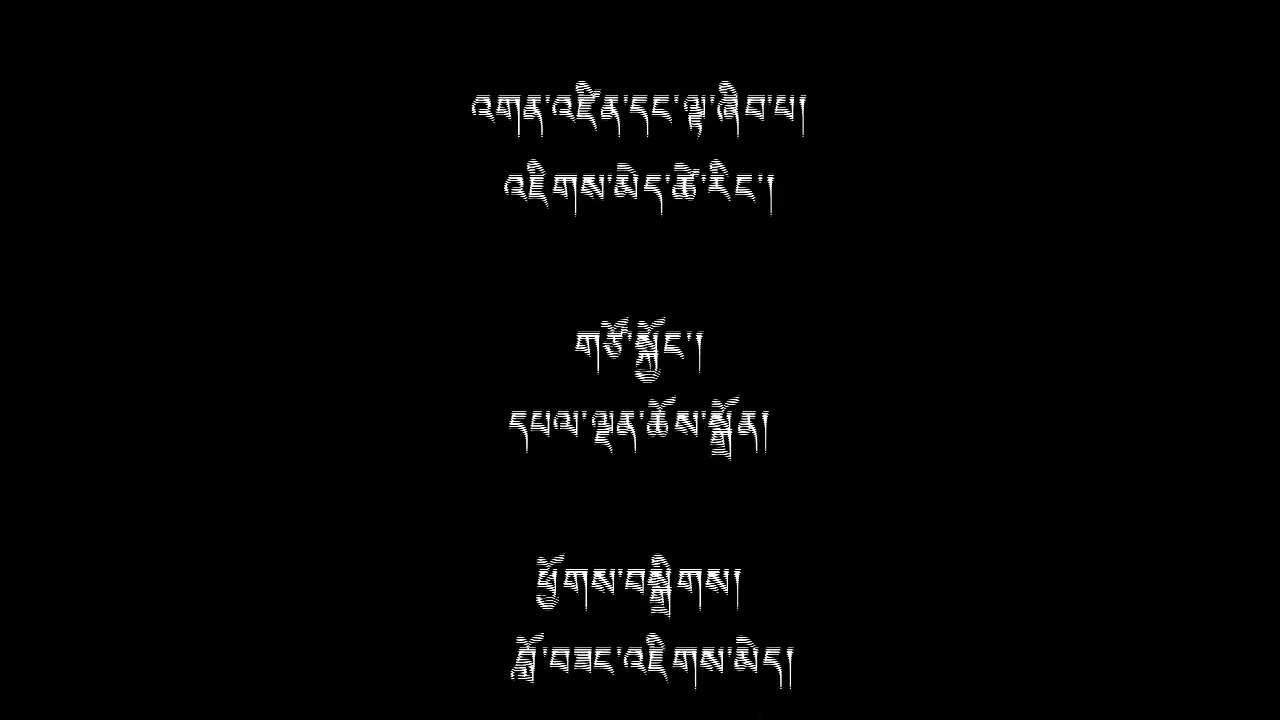 འགན་འཛིན་དང་ལྟ་ཞིབ་པ།
འཇིགས་མེད་ཚེ་རིང་།
གཙོ་སྐྱོང་།
དཔལ་ལྡན་ཆོས་སྒྲོན།
ཕྱོགས་བསྒྲིགས།
བློ་བཟང་འཇིགས་མེད།